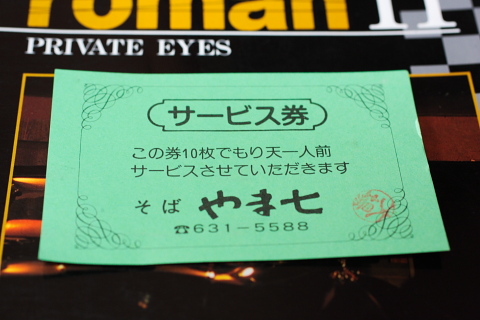 roman
PRIVATE EYES
サービス券
この券10枚でもり天一人前
サービスさせていただきます
そば やま七
☎631-5588